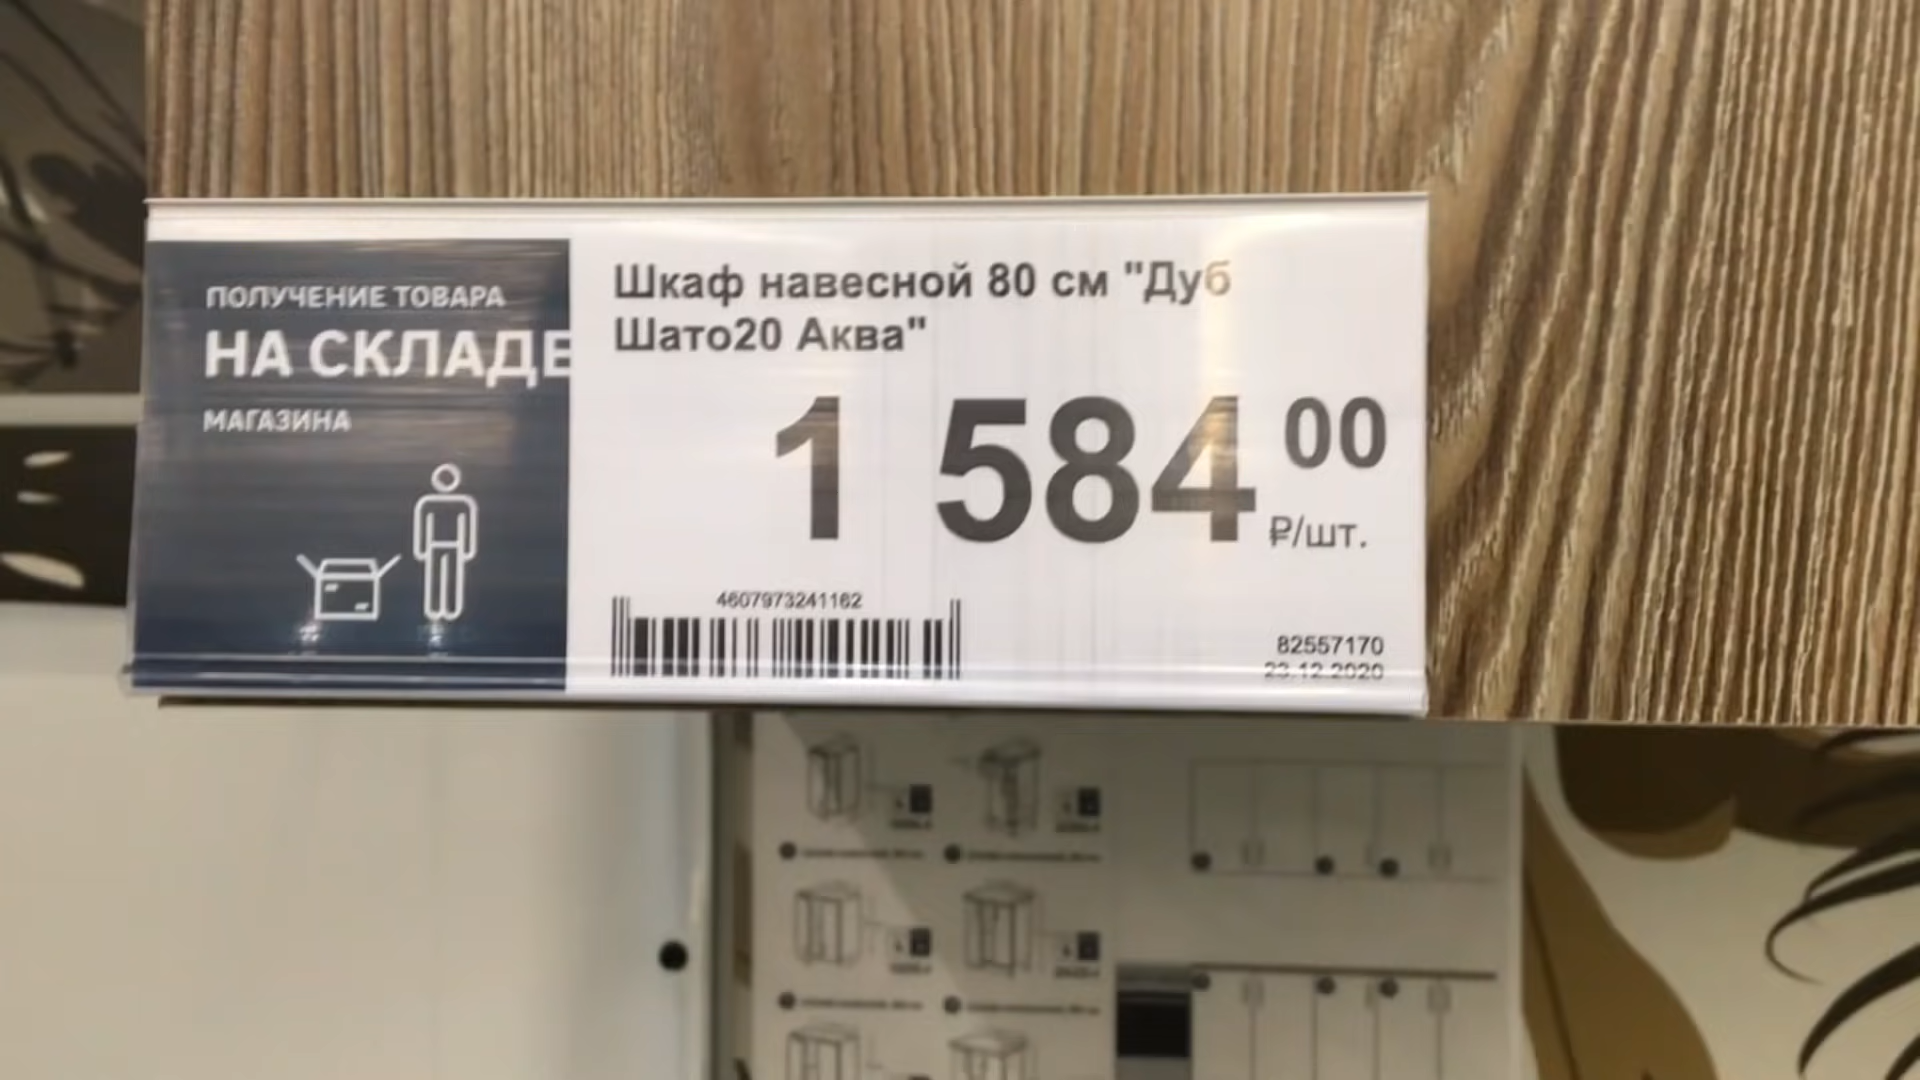 ПОЛУЧЕНИЕ ТОВАРА
НА СКЛАДЕ
МАГАЗИНА
Шкаф навесной 80 см "Дуб
Шато20 Аква"
1 584 00
₽/шт.
4607973241162
82557170
23.12.2020